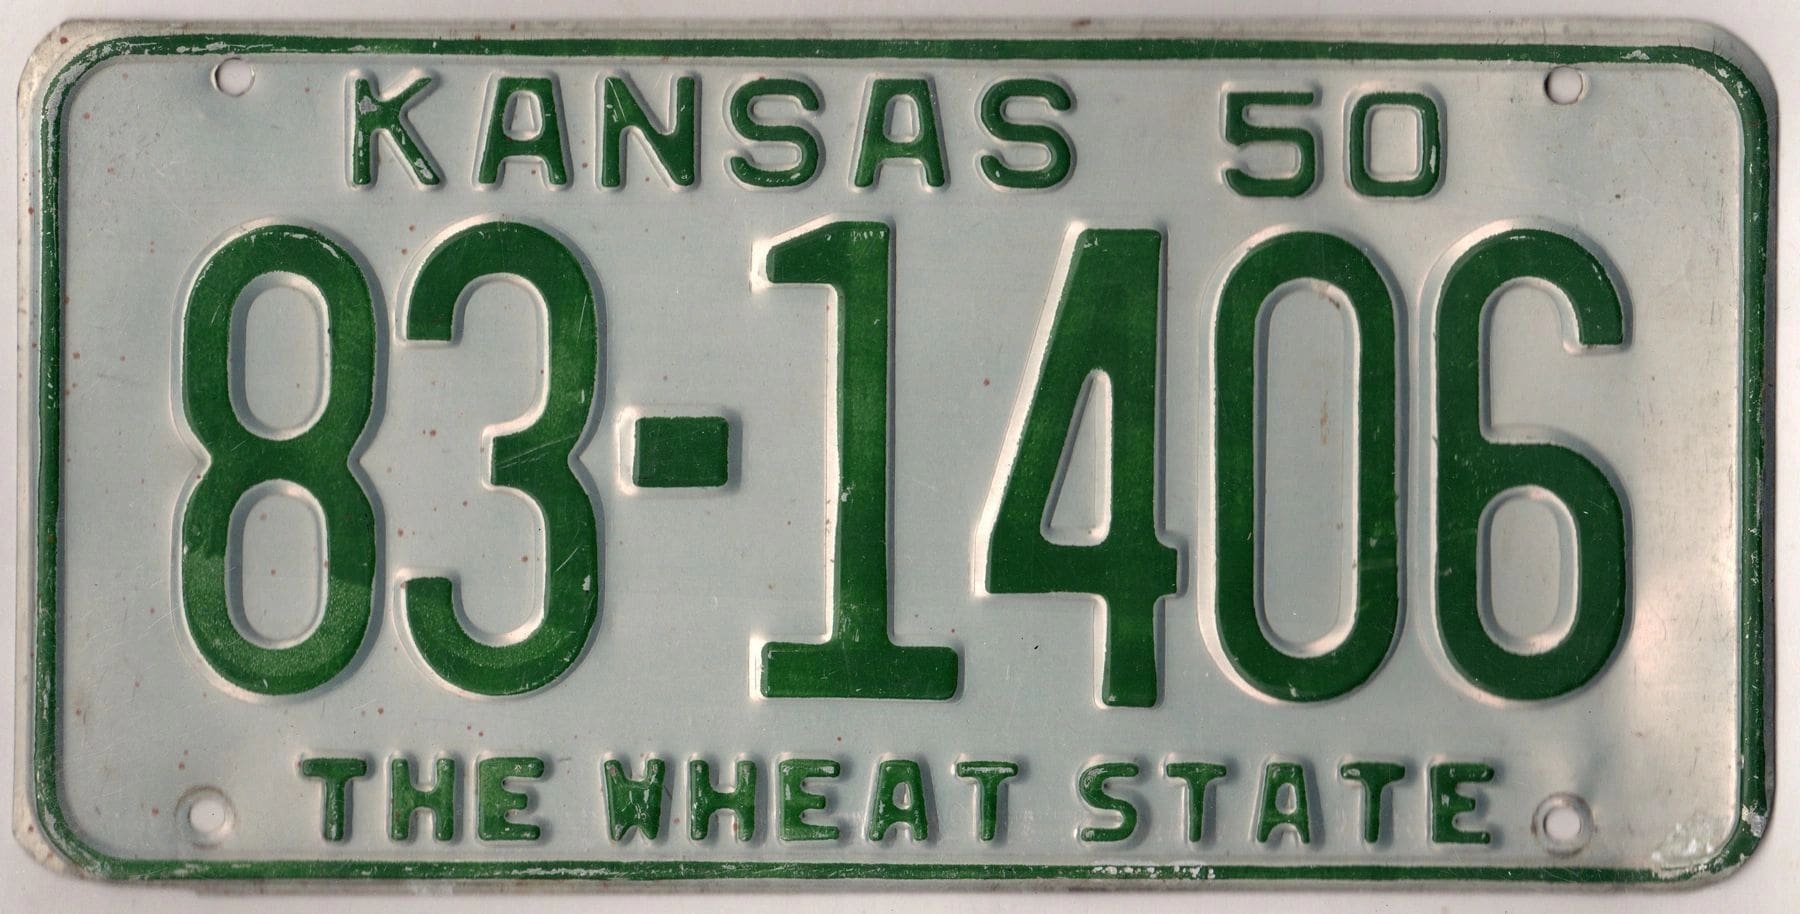 KANSAS 50
83-1406
THE WHEAT STATE